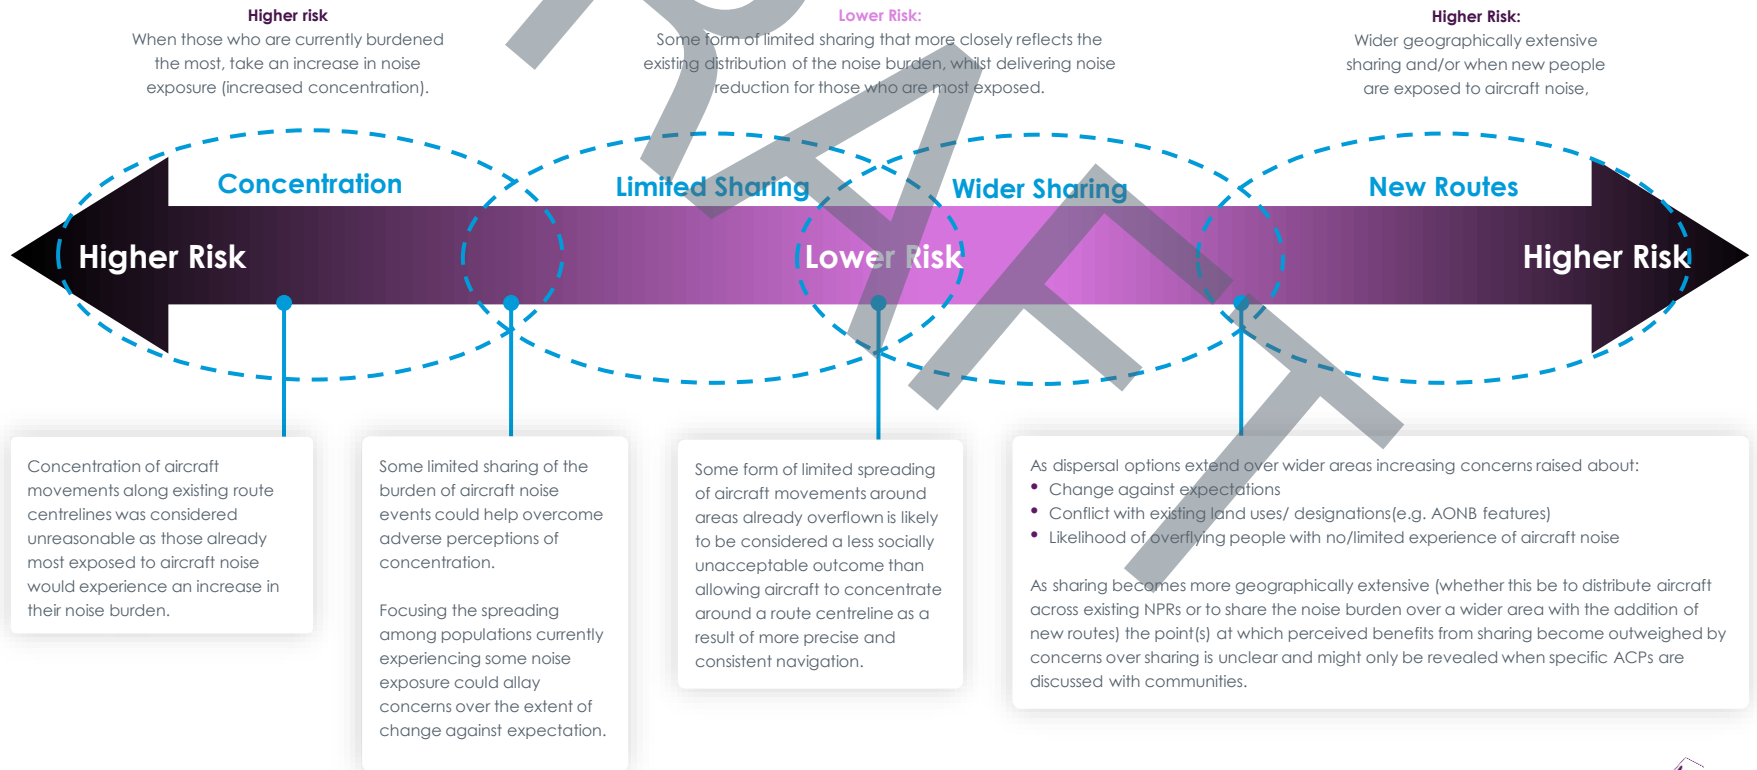 Higher risk
When those who are currently burdened
the most, take an increase in noise
exposure (increased concentration).
Lower Risk:
Some form of limited sharing that more closely reflects the
existing distribution of the noise burden, whilst delivering noise
reduction for those who are most exposed.
Higher Risk:
Wider geographically extensive
sharing and/or when new people
are exposed to aircraft noise,
Concentration
Limited Sharing
Wider Sharing
New Routes
Higher Risk
Lower Risk
Higher Risk
Concentration of aircraft
movements along existing route
centrelines was considered
unreasonable as those already
most exposed to aircraft noise
would experience an increase in
their noise burden.
Some limited sharing of the
burden of aircraft noise
events could help overcome
adverse perceptions of
concentration.
Focusing the spreading
among populations currently
experiencing some noise
exposure could allay
concerns over the extent of
change against expectation.
Some form of limited spreading
of aircraft movements around
areas already overflown is likely
to be considered a less socially
unacceptable outcome than
allowing aircraft to concentrate
around a route centreline as a
result of more precise and
consistent navigation.
As dispersal options extend over wider areas increasing concerns raised about:
• Change against expectations
• Conflict with existing land uses/ designations(e.g. AONB features)
• Likelihood of overflying people with no/limited experience of aircraft noise
As sharing becomes more geographically extensive (whether this be to distribute aircraft
across existing NPRs or to share the noise burden over a wider area with the addition of
new routes) the point(s) at which perceived benefits from sharing become outweighed by
concerns over sharing is unclear and might only be revealed when specific ACPs are
discussed with communities.
RAFT